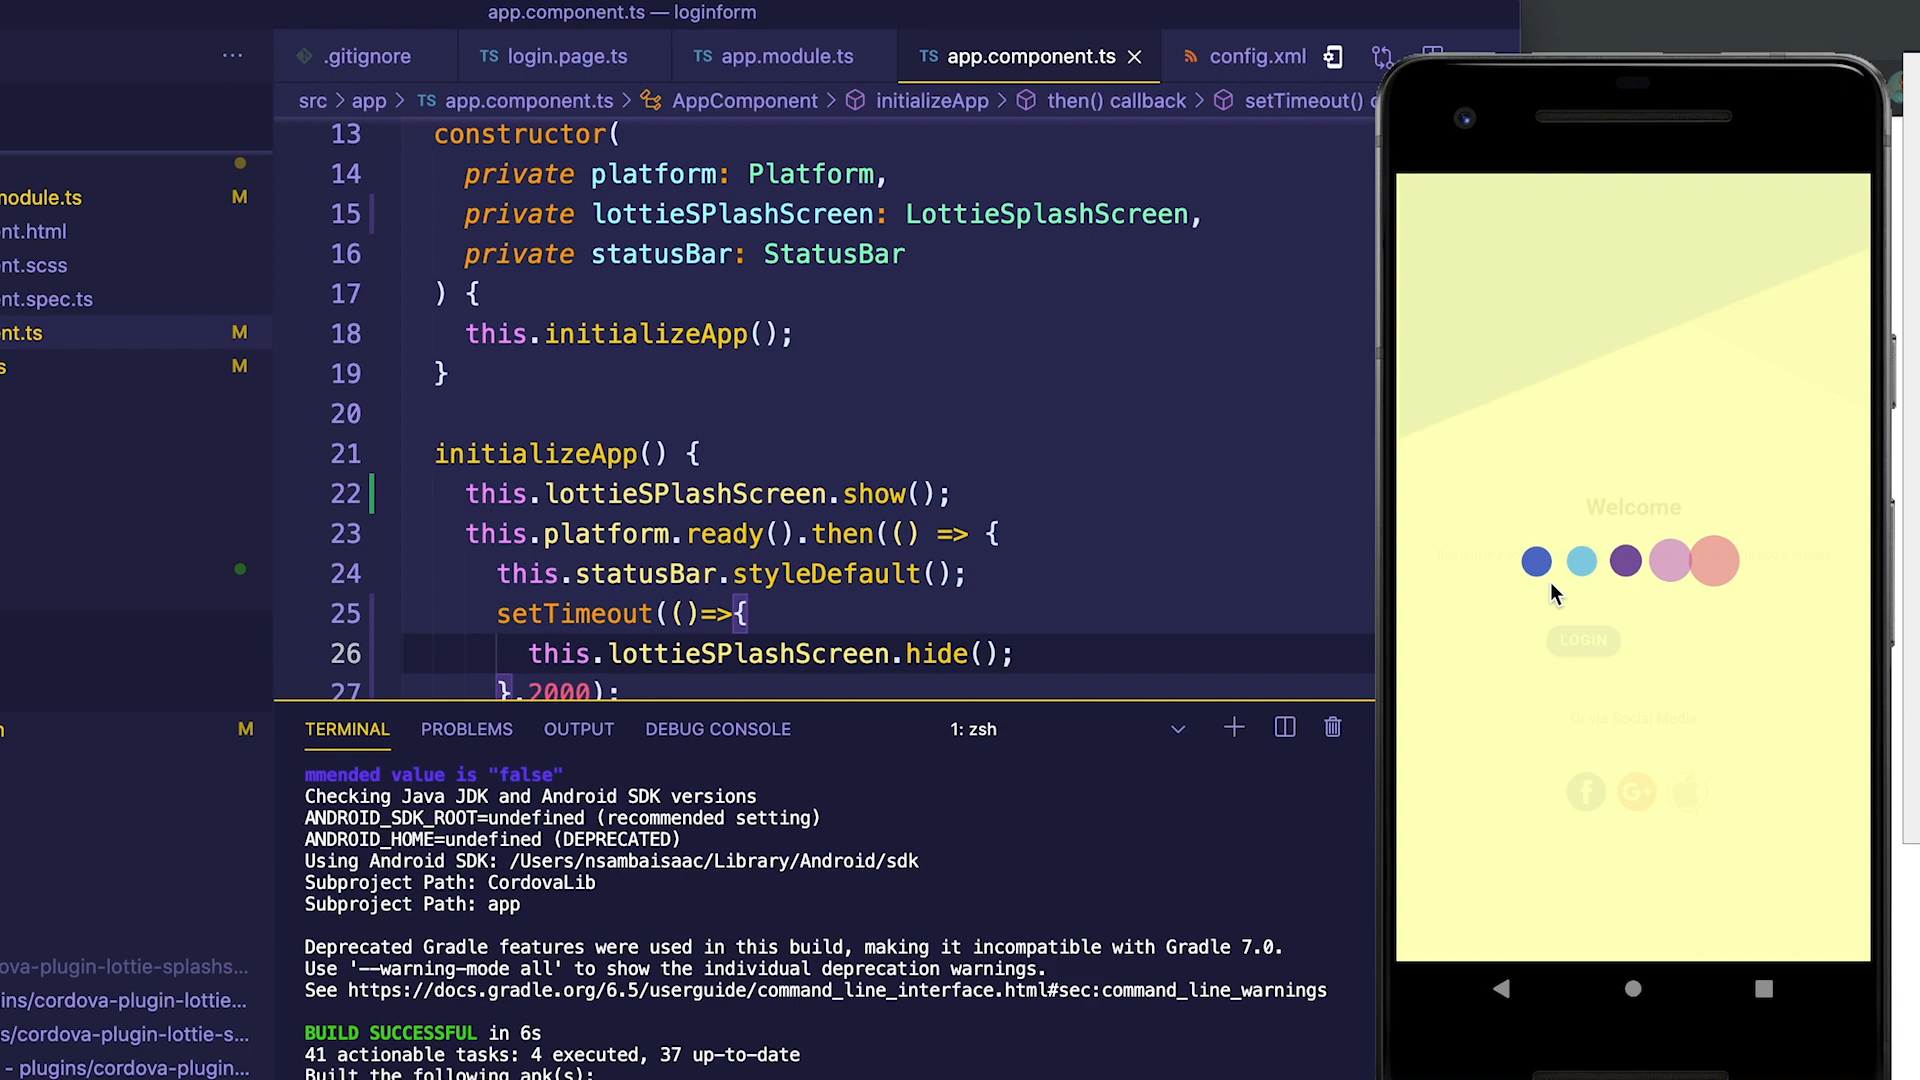 app.component.ts — loginform
.gitignore
TS login.page.ts
TS app.module.ts
TS app.component.ts
config.xml
src > app > TS app.component.ts > AppComponent > initializeApp > then() callback > setTimeout()
nodule.ts M
nt.html
nt.scss
nt.spec.ts
nt.ts M
s M
n M
ova-plugin-lottie-splashs...
ins/cordova-plugin-lottie...
s/cordova-plugin-lottie-s...
- plugins/cordova-plugin...
13 constructor(
14 private platform: Platform,
15 private lottieSPlashScreen: LottieSplashScreen,
16 private statusBar: StatusBar
17 ) {
18 this.initializeApp();
19 }
20
21 initializeApp() {
22 this.lottieSPlashScreen.show();
23 this.platform.ready().then(() => {
24 this.statusBar.styleDefault();
25 setTimeout(()=>{
26 this.lottieSPlashScreen.hide();
27 },2000);
TERMINAL PROBLEMS OUTPUT DEBUG CONSOLE 1: zsh
mmended value is "false"
Checking Java JDK and Android SDK versions
ANDROID_SDK_ROOT=undefined (recommended setting)
ANDROID_HOME=undefined (DEPRECATED)
Using Android SDK: /Users/nsambaisaac/Library/Android/sdk
Subproject Path: CordovaLib
Subproject Path: app
Deprecated Gradle features were used in this build, making it incompatible with Gradle 7.0.
Use '--warning-mode all' to show the individual deprecation warnings.
See https://docs.gradle.org/6.5/userguide/command_line_interface.html#sec:command_line_warnings
BUILD SUCCESSFUL in 6s
41 actionable tasks: 4 executed, 37 up-to-date
Built the following apk(s):
Welcome
LOGIN
Or via Social Media
f
G+